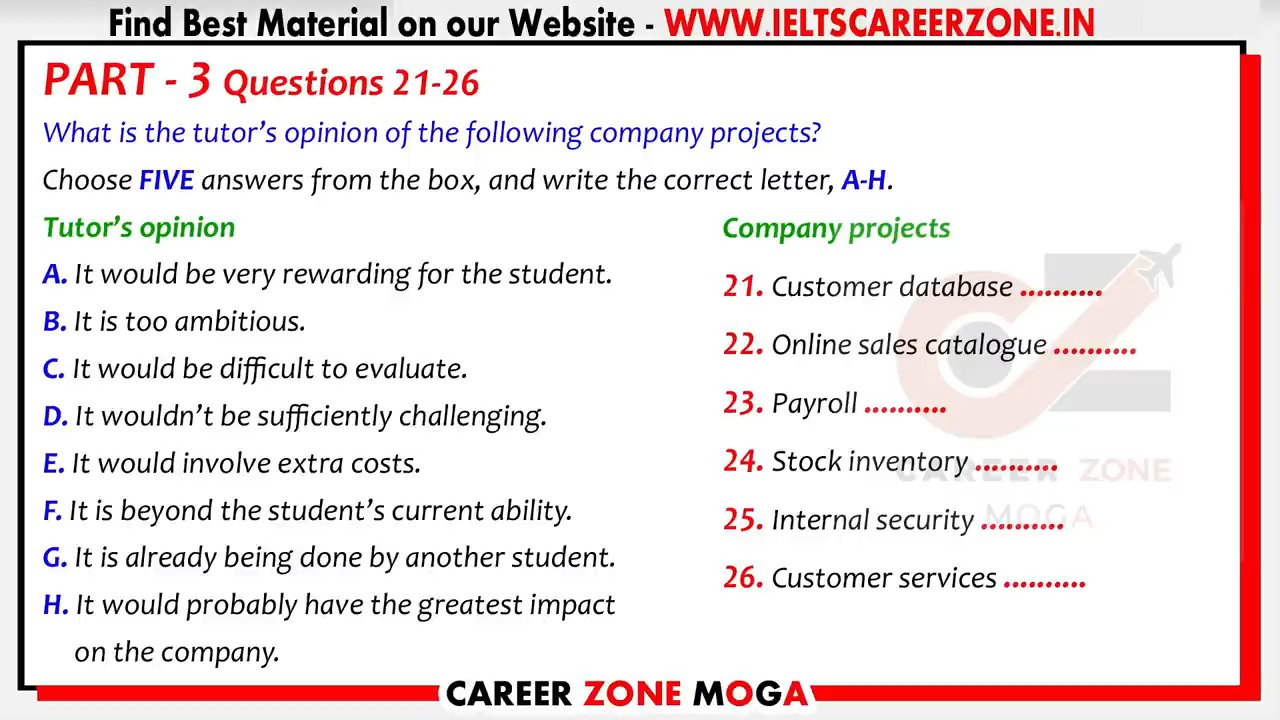 Find Best Material on our Website - WWW.IELTSCAREERZONE.IN
PART - 3 Questions 21-26
What is the tutor's opinion of the following company projects?
Choose FIVE answers from the box, and write the correct letter, A-H.
Tutor's opinion
A. It would be very rewarding for the student.
B. It is too ambitious.
C. It would be difficult to evaluate.
D. It wouldn't be sufficiently challenging.
E. It would involve extra costs.
F. It is beyond the student's current ability.
G. It is already being done by another student.
H. It would probably have the greatest impact
on the company.
Company projects
21. Customer database ..........
22. Online sales catalogue ..........
23. Payroll ..........
24. Stock inventory ..........
25. Internal security ..........
26. Customer services ..........
CAREER ZONE
MOGA
CAREER ZONE MOGA